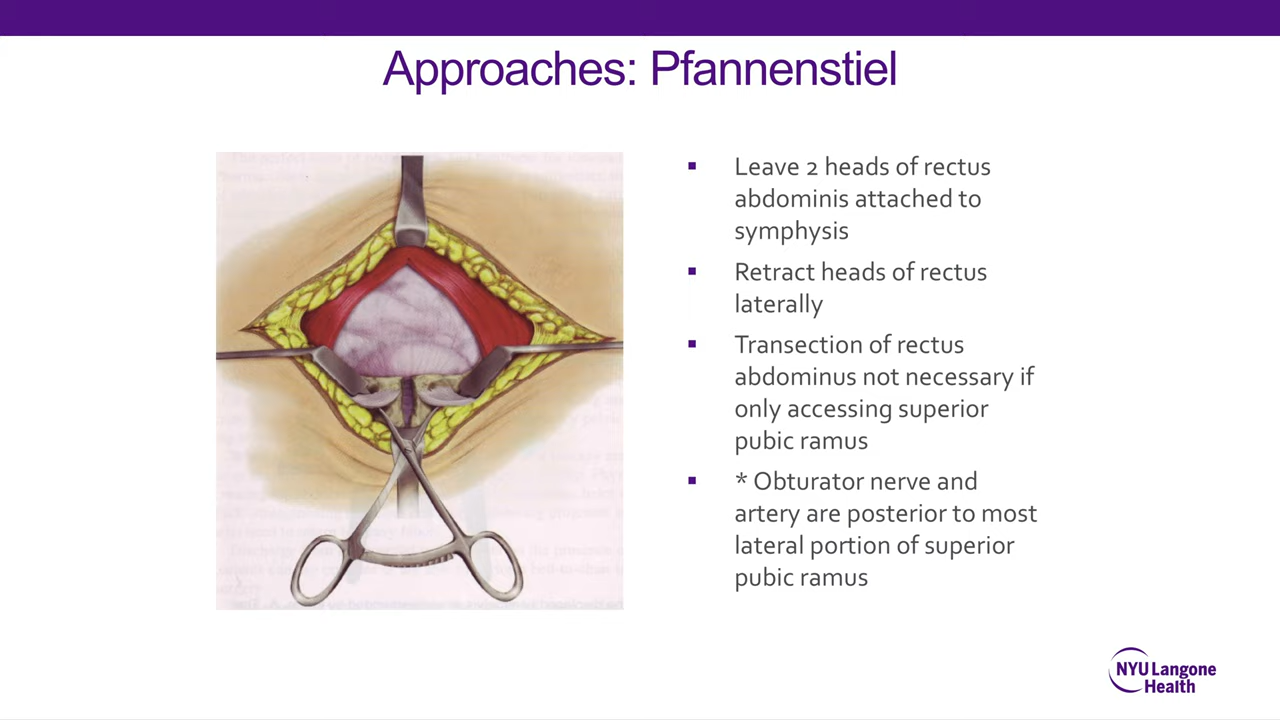 Approaches: Pfannenstiel
▪ Leave 2 heads of rectus
abdominis attached to
symphysis
▪ Retract heads of rectus
laterally
▪ Transection of rectus
abdominus not necessary if
only accessing superior
pubic ramus
▪ * Obturator nerve and
artery are posterior to most
lateral portion of superior
pubic ramus
NYU Langone
Health